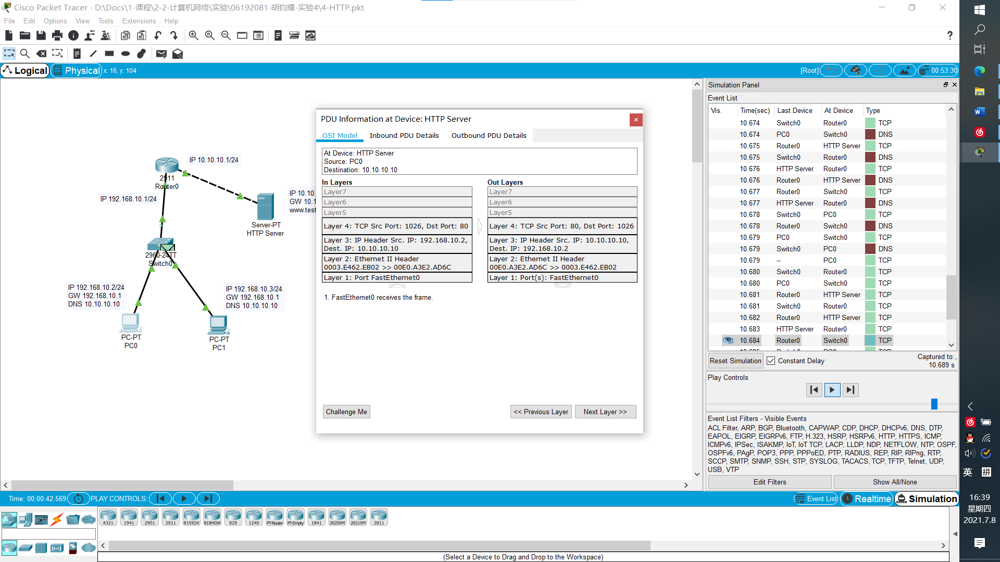 Cisco Packet Tracer - D:\Docs\1-课程\2-2-计算机网络\实验\06192081-胡钧耀-实验4\4-HTTP.pkt
File Edit Options View Tools Extensions Help
?
Logical Physical x: 16, y: 104 [Root] 00:53:30
Simulation Panel
Event List
Vis. Time(sec) Last Device At Device Type
10.674 Switch0 Router0 TCP
10.674 PC0 Switch0 DNS
10.675 Router0 HTTP Server TCP
10.675 Switch0 Router0 DNS
10.676 HTTP Server Router0 TCP
10.676 Router0 HTTP Server DNS
10.677 Router0 Switch0 TCP
10.677 HTTP Server Router0 DNS
10.678 Switch0 PC0 TCP
10.678 Router0 Switch0 DNS
10.679 PC0 Switch0 TCP
10.679 Switch0 PC0 DNS
10.679 -- PC0 TCP
10.680 Switch0 Router0 TCP
10.680 PC0 Switch0 TCP
10.681 Router0 HTTP Server TCP
10.681 Switch0 Router0 TCP
10.682 Router0 HTTP Server TCP
10.683 HTTP Server Router0 TCP
10.684 Router0 Switch0 TCP
Reset Simulation Constant Delay Captured to:
10.689 s
Play Controls
Event List Filters - Visible Events
ACL Filter, ARP, BGP, Bluetooth, CAPWAP, CDP, DHCP, DHCPv6, DNS, DTP,
EAPOL, EIGRP, EIGRPv6, FTP, H.323, HSRP, HSRPv6, HTTP, HTTPS, ICMP,
ICMPv6, IPSec, ISAKMP, IoT, IoT TCP, LACP, LLDP, NDP, NETFLOW, NTP, OSPF,
OSPFv6, PAgP, POP3, PPP, PPPoED, PTP, RADIUS, REP, RIP, RIPng, RTP,
SCCP, SMTP, SNMP, SSH, STP, SYSLOG, TACACS, TCP, TFTP, Telnet, UDP,
USB, VTP
Edit Filters Show All/None
IP 10.10.10.1/24
2911
Router0
IP 192.168.10.1/24
IP 10.10.
GW 10.1
www.test
Server-PT
HTTP Server
2960-24TT
Switch0
IP 192.168.10.2/24
GW 192.168.10.1
DNS 10.10.10.10
IP 192.168.10.3/24
GW 192.168.10.1
DNS 10.10.10.10
PC-PT
PC0
PC-PT
PC1
PDU Information at Device: HTTP Server
OSI Model Inbound PDU Details Outbound PDU Details
At Device: HTTP Server
Source: PC0
Destination: 10.10.10.10
In Layers
Layer7
Layer6
Layer5
Layer 4: TCP Src Port: 1026, Dst Port: 80
Layer 3: IP Header Src. IP: 192.168.10.2,
Dest. IP: 10.10.10.10
Layer 2: Ethernet II Header
0003.E462.EB02 >> 00E0.A3E2.AD6C
Layer 1: Port FastEthernet0
Out Layers
Layer7
Layer6
Layer5
Layer 4: TCP Src Port: 80, Dst Port: 1026
Layer 3: IP Header Src. IP: 10.10.10.10,
Dest. IP: 192.168.10.2
Layer 2: Ethernet II Header
00E0.A3E2.AD6C >> 0003.E462.EB02
Layer 1: Port(s): FastEthernet0
1. FastEthernet0 receives the frame.
Challenge Me << Previous Layer Next Layer >>
Time: 00:00:42.569 PLAY CONTROLS: Event List Realtime Simulation
4321 1941 2901 2911 819IOX 819HGW 829 1240 PT-Router PT-Empty 1841 2620XM 2621XM 2811
(Select a Device to Drag and Drop to the Workspace)
英 拼
16:39
星期四
2021.7.8